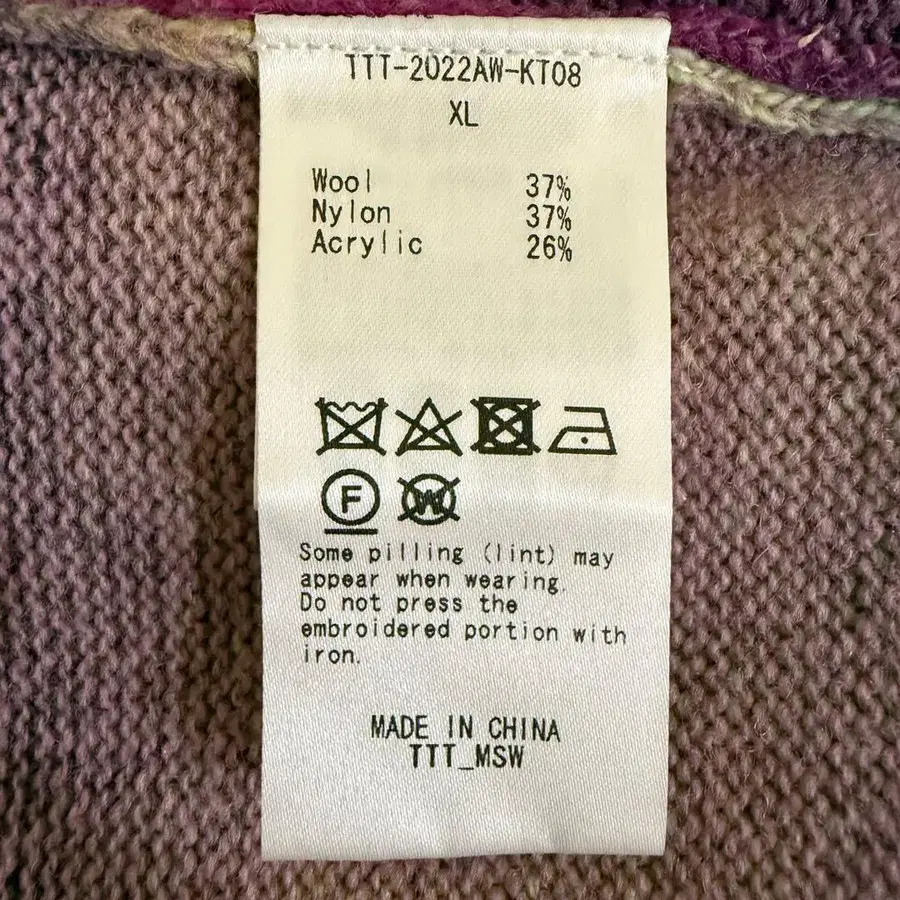 TTT-2022AW-KT08
XL
Wool 37%
Nylon 37%
Acrylic 26%
F W
Some pilling (lint) may
appear when wearing.
Do not press the
embroidered portion with
iron.
MADE IN CHINA
TTT_MSW